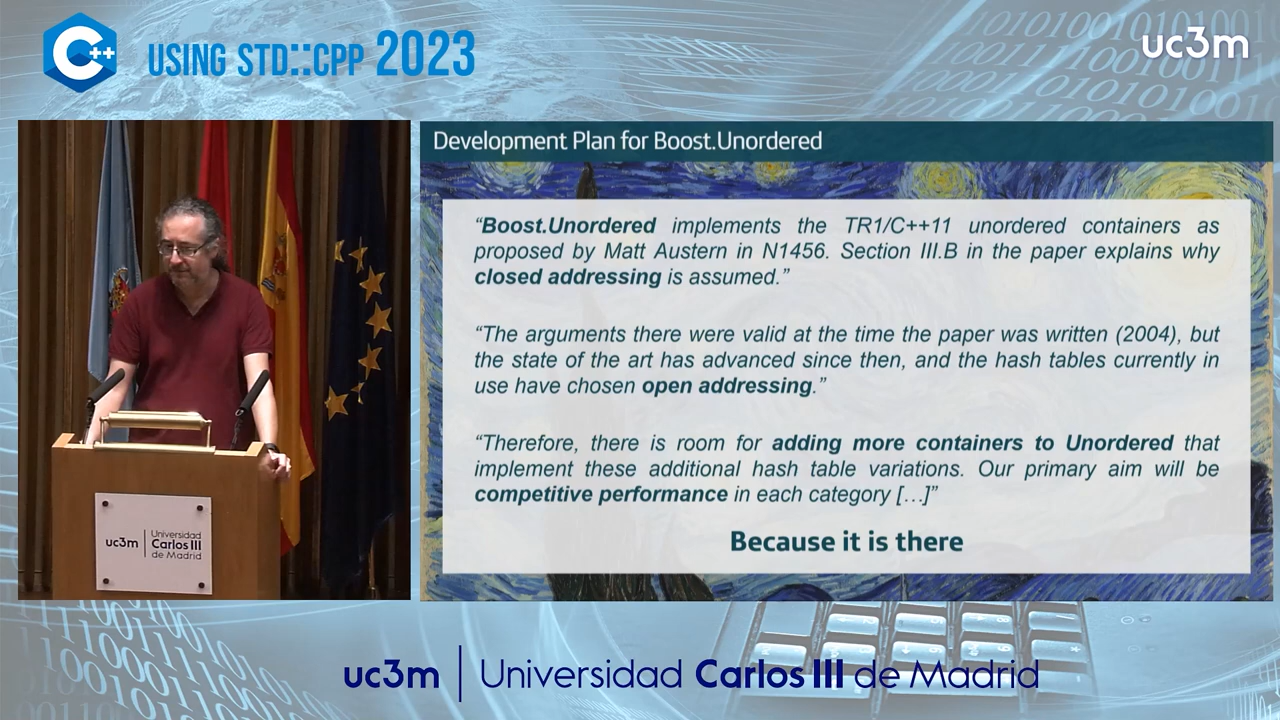 C++
USING STD::CPP 2023
uc3m
Development Plan for Boost.Unordered
“Boost.Unordered implements the TR1/C++11 unordered containers as
proposed by Matt Austern in N1456. Section III.B in the paper explains why
closed addressing is assumed.”
“The arguments there were valid at the time the paper was written (2004), but
the state of the art has advanced since then, and the hash tables currently in
use have chosen open addressing.”
“Therefore, there is room for adding more containers to Unordered that
implement these additional hash table variations. Our primary aim will be
competitive performance in each category […]”
Because it is there
uc3m | Universidad
Carlos III
de Madrid
uc3m | Universidad Carlos III de Madrid